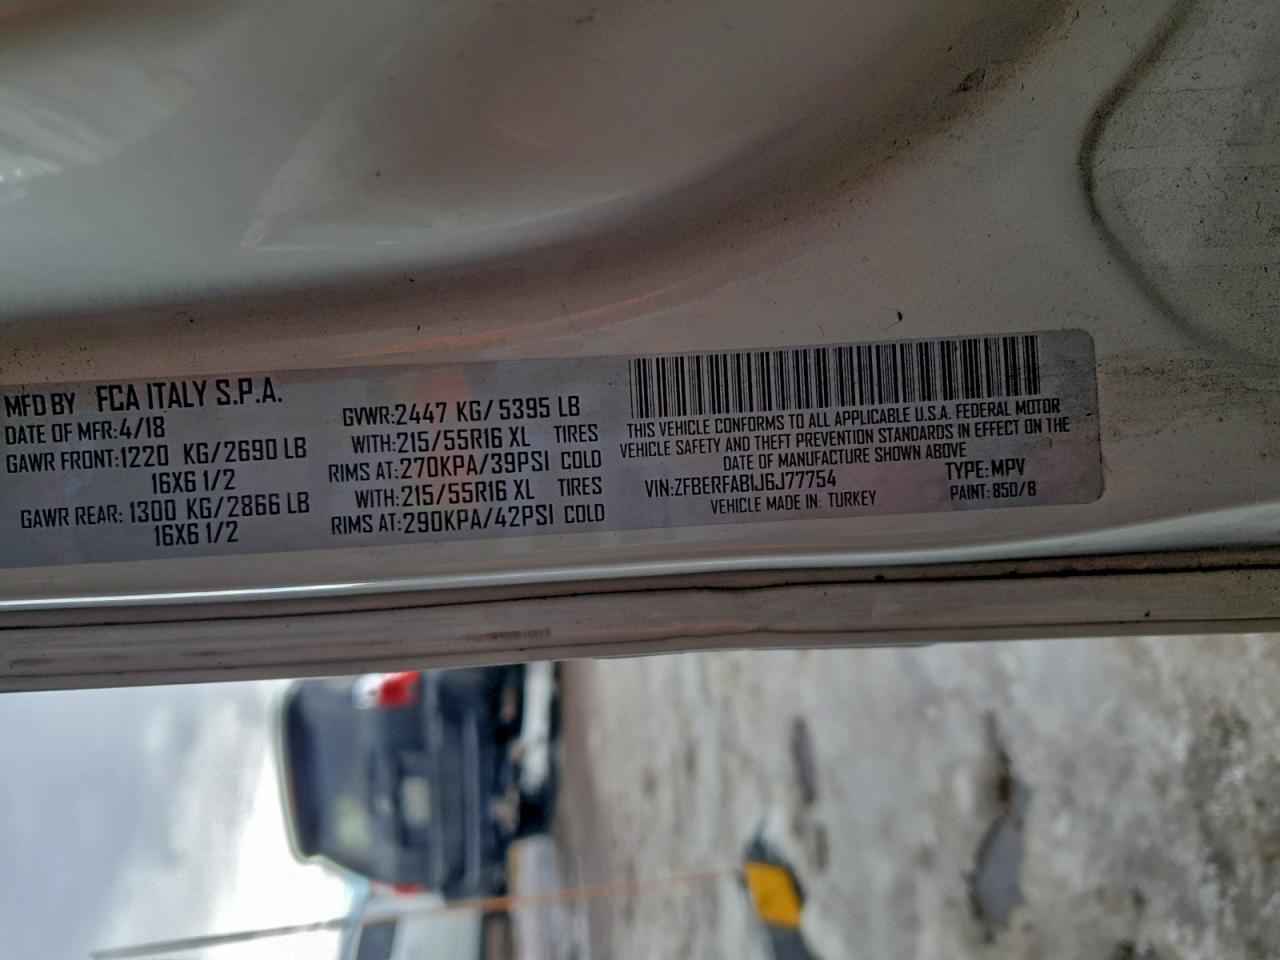 MFD BY FCA ITALY S.P.A.
DATE OF MFR:4/18
GAWR FRONT:1220 KG/2690 LB
16X6 1/2
GAWR REAR: 1300 KG/2866 LB
16X6 1/2
GVWR:2447 KG/5395 LB
WITH:215/55R16 XL TIRES
RIMS AT:270KPA/39PSI COLD
WITH:215/55R16 XL TIRES
RIMS AT:290KPA/42PSI COLD
THIS VEHICLE CONFORMS TO ALL APPLICABLE U.S.A. FEDERAL MOTOR
VEHICLE SAFETY AND THEFT PREVENTION STANDARDS IN EFFECT ON THE
DATE OF MANUFACTURE SHOWN ABOVE
VIN:ZFBERFAB1J6J77754 TYPE:MPV
VEHICLE MADE IN: TURKEY PAINT: 850/B